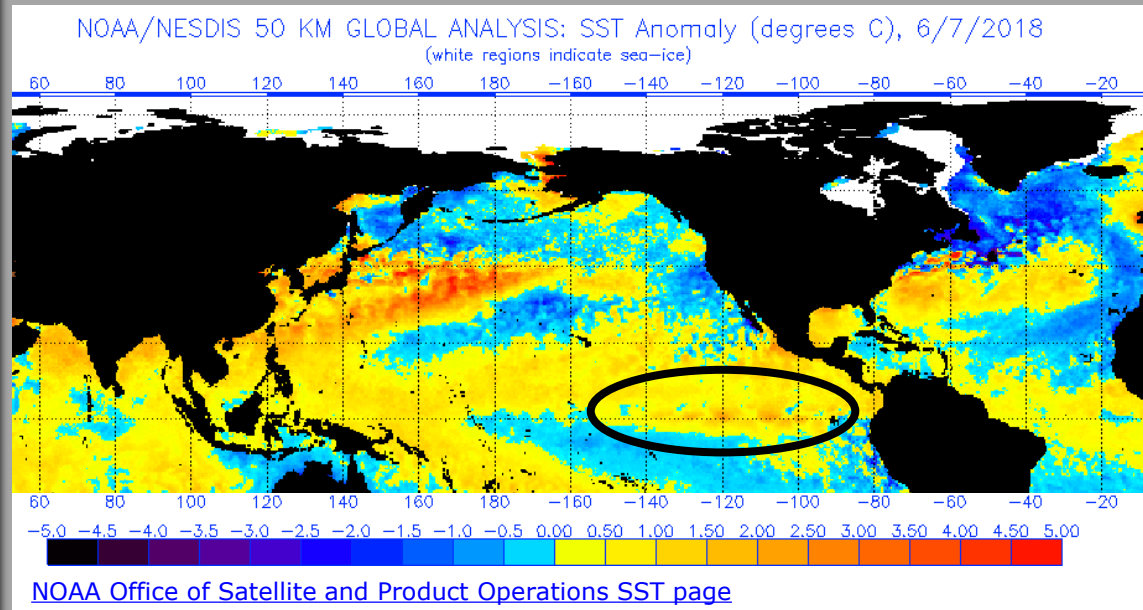 NOAA/NESDIS 50 KM GLOBAL ANALYSIS: SST Anomaly (degrees C), 6/7/2018
(white regions indicate sea-ice)
60 80 100 120 140 160 180 -160 -140 -120 -100 -80 -60 -40 -20
60 80 100 120 140 160 180 -160 -140 -120 -100 -80 -60 -40 -20
-5.0 -4.5 -4.0 -3.5 -3.0 -2.5 -2.0 -1.5 -1.0 -0.5 0.00 0.50 1.00 1.50 2.00 2.50 3.00 3.50 4.00 4.50 5.00
NOAA Office of Satellite and Product Operations SST page